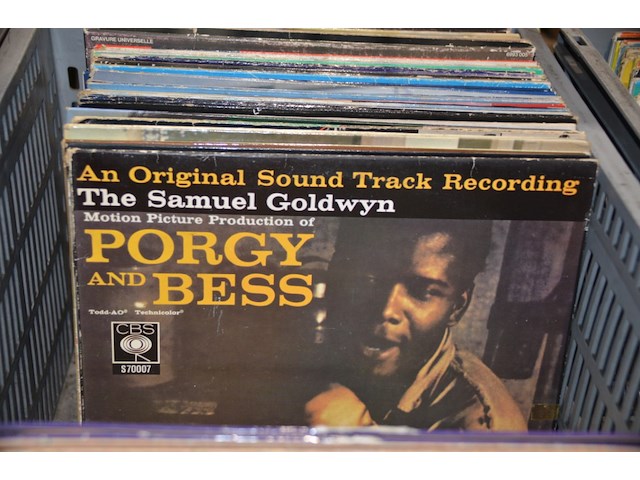 GRAVURE UNIVERSELLE
An Original Sound Track Recording
The Samuel Goldwyn
Motion Picture Production of
PORGY
AND BESS
Todd-AO® Technicolor®
CBS
S70007